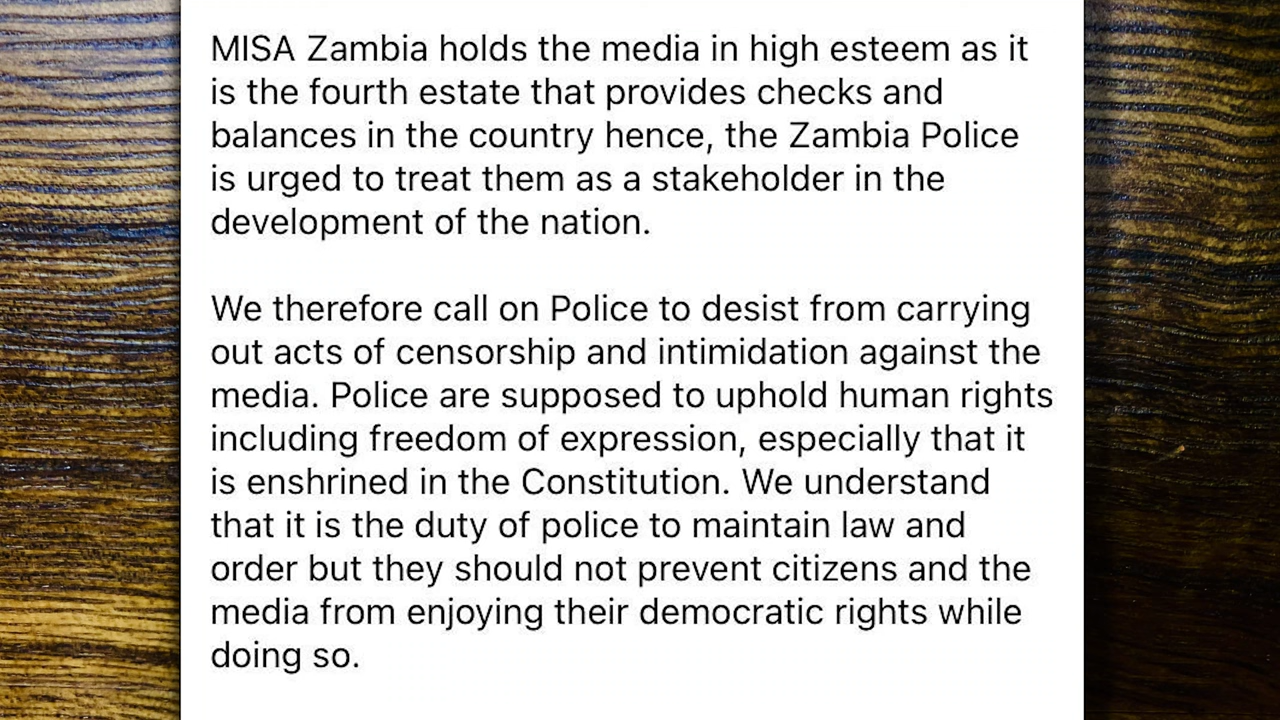 MISA Zambia holds the media in high esteem as it
is the fourth estate that provides checks and
balances in the country hence, the Zambia Police
is urged to treat them as a stakeholder in the
development of the nation.
We therefore call on Police to desist from carrying
out acts of censorship and intimidation against the
media. Police are supposed to uphold human rights
including freedom of expression, especially that it
is enshrined in the Constitution. We understand
that it is the duty of police to maintain law and
order but they should not prevent citizens and the
media from enjoying their democratic rights while
doing so.